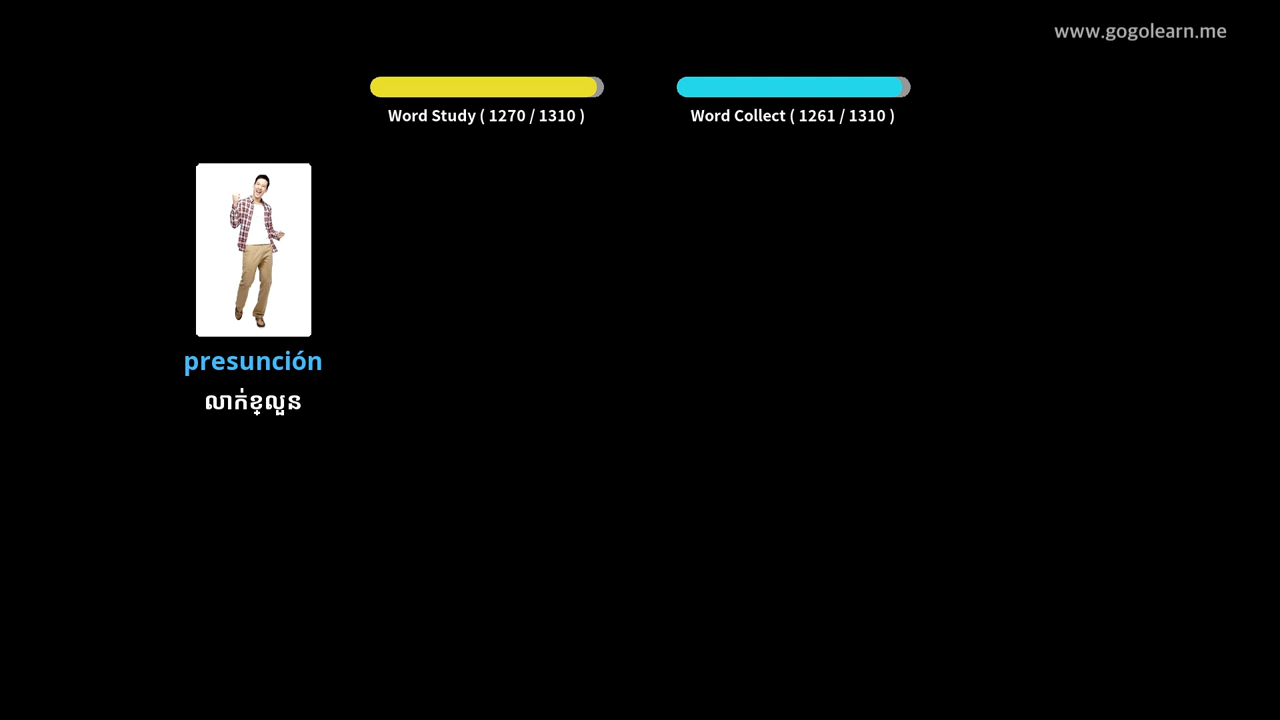 www.gogolearn.me
Word Study ( 1270 / 1310 )
Word Collect ( 1261 / 1310 )
presunción
លាក់ខ្លួន